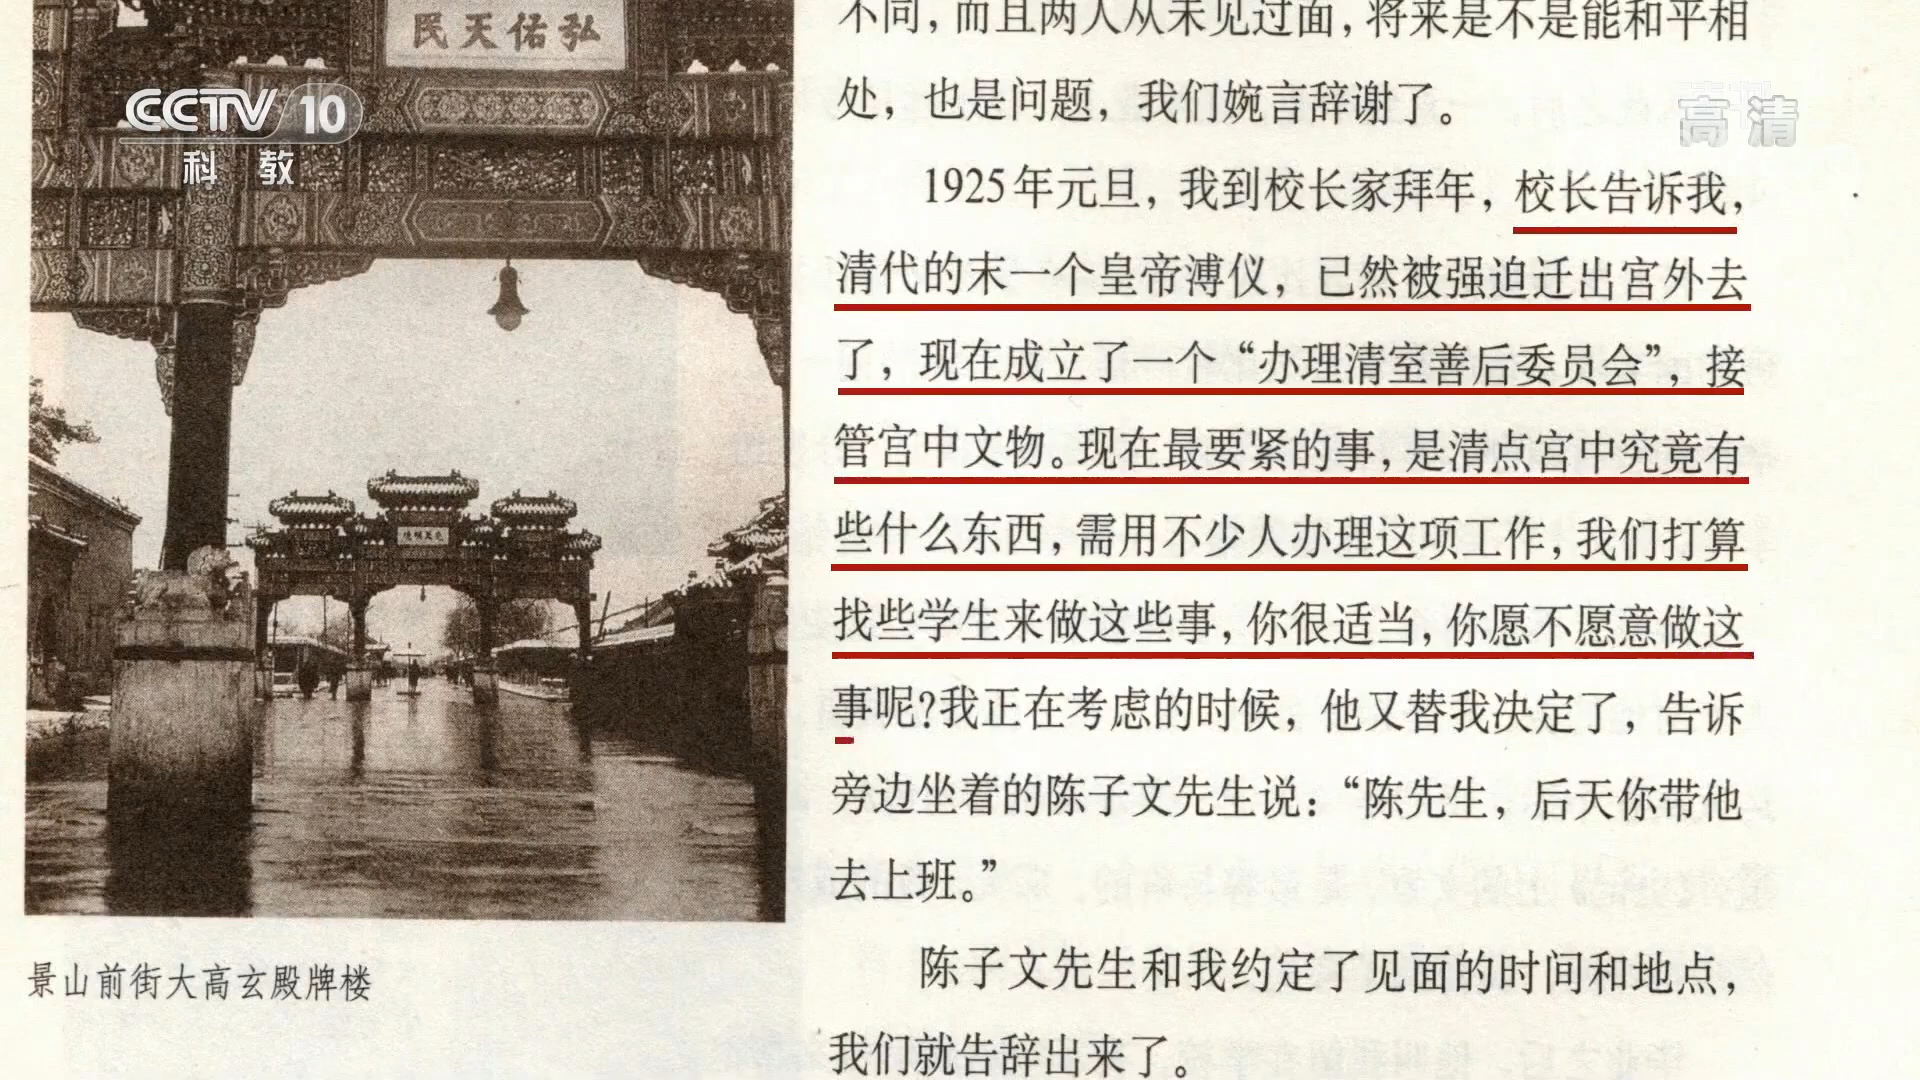 民天佑弘
CCTV 10
科 教
高清
不同，而且两人从未见过面，将来是不是能和平相
处，也是问题，我们婉言辞谢了。
1925年元旦，我到校长家拜年，校长告诉我，
清代的末一个皇帝溥仪，已然被强迫迁出宫外去
了，现在成立了一个“办理清室善后委员会”，接
管宫中文物。现在最要紧的事，是清点宫中究竟有
些什么东西，需用不少人办理这项工作，我们打算
找些学生来做这些事，你很适当，你愿不愿意做这
事呢？我正在考虑的时候，他又替我决定了，告诉
旁边坐着的陈子文先生说：“陈先生，后天你带他
去上班。”
陈子文先生和我约定了见面的时间和地点，
我们就告辞出来了。
景山前街大高玄殿牌楼